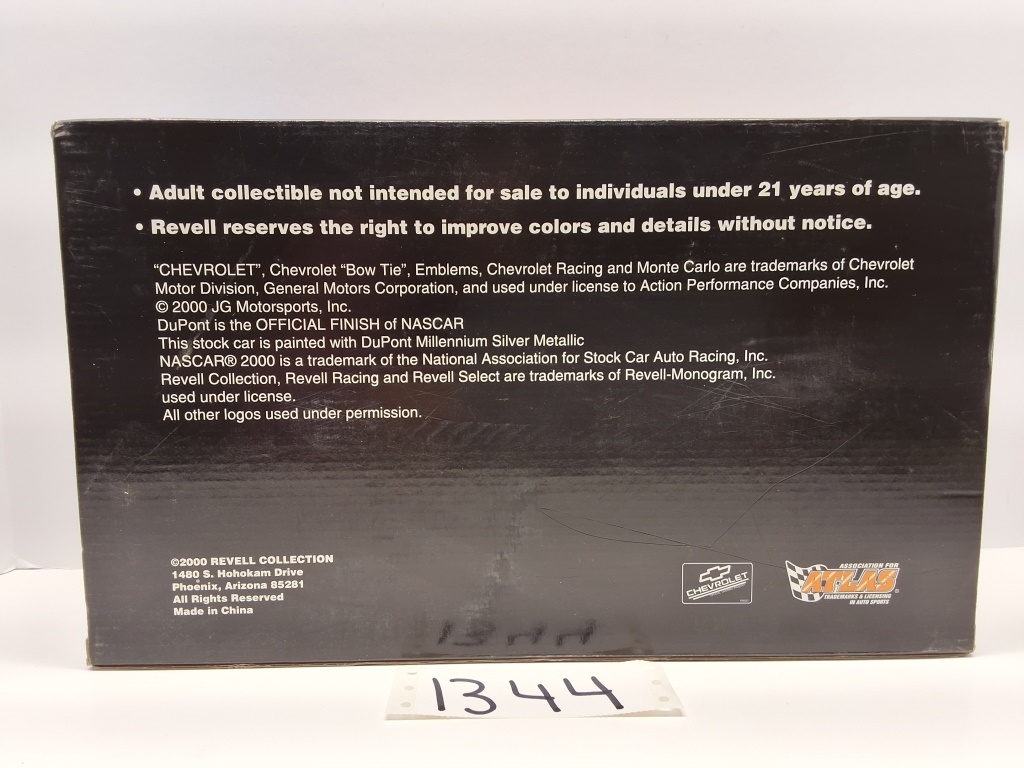 • Adult collectible not intended for sale to individuals under 21 years of age.
• Revell reserves the right to improve colors and details without notice.
“CHEVROLET”, Chevrolet “Bow Tie”, Emblems, Chevrolet Racing and Monte Carlo are trademarks of Chevrolet
Motor Division, General Motors Corporation, and used under license to Action Performance Companies, Inc.
© 2000 JG Motorsports, Inc.
DuPont is the OFFICIAL FINISH of NASCAR
This stock car is painted with DuPont Millennium Silver Metallic
NASCAR® 2000 is a trademark of the National Association for Stock Car Auto Racing, Inc.
Revell Collection, Revell Racing and Revell Select are trademarks of Revell-Monogram, Inc.
used under license.
All other logos used under permission.
©2000 REVELL COLLECTION
1480 S. Hohokam Drive
Phoenix, Arizona 85281
All Rights Reserved
Made in China
CHEVROLET
ASSOCIATION FOR
ATLAS®
TRADEMARKS & LICENSING
IN AUTO SPORTS
1344